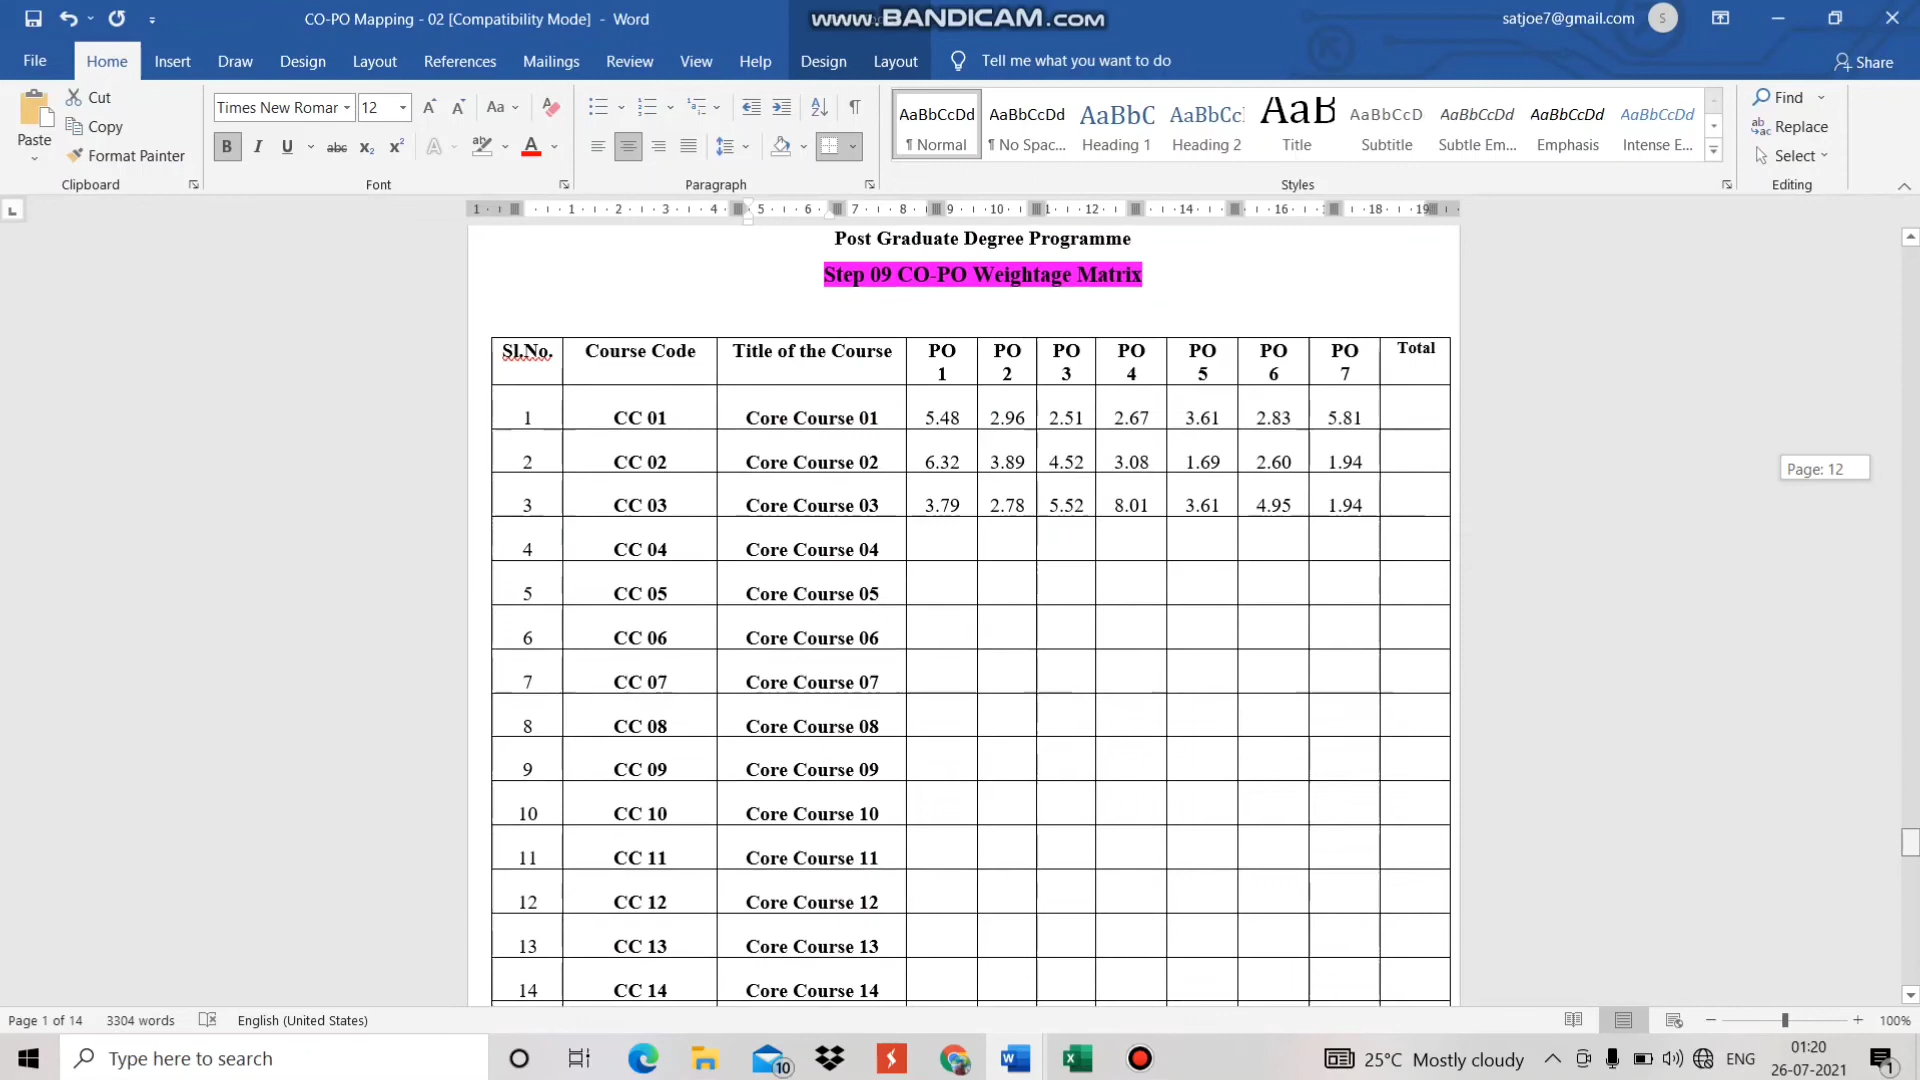 CO-PO Mapping - 02 [Compatibility Mode] - Word
www.BANDICAM.com
satjoe7@gmail.com
S
File Home Insert Draw Design Layout References Mailings Review View Help Design Layout Tell me what you want to do Share
Paste
Cut
Copy
Format Painter
Clipboard
Times New Romar 12
Font
Paragraph
AaBbCcDd AaBbCcDd AaBbC AaBbCc AaB AaBbCcD AaBbCcDd AaBbCcDd AaBbCcDd
¶ Normal ¶ No Spac... Heading 1 Heading 2 Title Subtitle Subtle Em... Emphasis Intense E...
Styles
Find
Replace
Select
Editing
Post Graduate Degree Programme
Step 09 CO-PO Weightage Matrix
Sl.No. Course Code Title of the Course PO 1 PO 2 PO 3 PO 4 PO 5 PO 6 PO 7 Total
1 CC 01 Core Course 01 5.48 2.96 2.51 2.67 3.61 2.83 5.81
2 CC 02 Core Course 02 6.32 3.89 4.52 3.08 1.69 2.60 1.94
3 CC 03 Core Course 03 3.79 2.78 5.52 8.01 3.61 4.95 1.94
4 CC 04 Core Course 04
5 CC 05 Core Course 05
6 CC 06 Core Course 06
7 CC 07 Core Course 07
8 CC 08 Core Course 08
9 CC 09 Core Course 09
10 CC 10 Core Course 10
11 CC 11 Core Course 11
12 CC 12 Core Course 12
13 CC 13 Core Course 13
14 CC 14 Core Course 14
Page: 12
Page 1 of 14 3304 words English (United States) 100%
Type here to search
10
25°C Mostly cloudy
ENG
01:20
26-07-2021
1